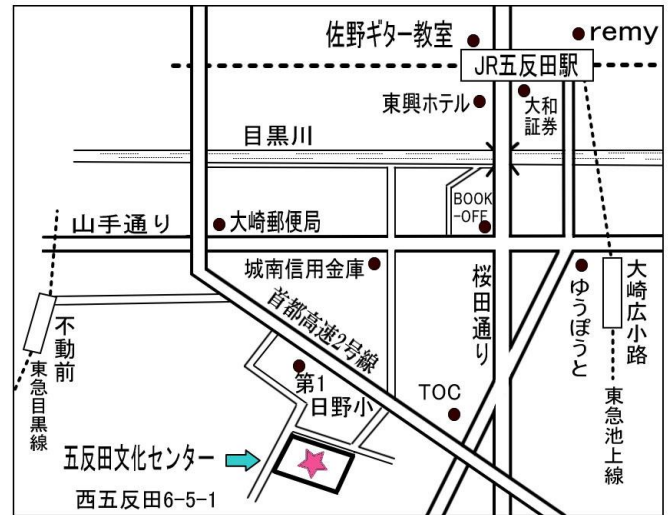 佐野ギター教室
remy
JR五反田駅
東興ホテル
大和
証券
目黒川
BOOK
-OFF
山手通り
大崎郵便局
城南信用金庫
桜田通り
ゆうぽうと
大崎広小路
首都高速2号線
不動前
東急目黒線
第1
日野小
TOC
東急池上線
五反田文化センター
西五反田6-5-1